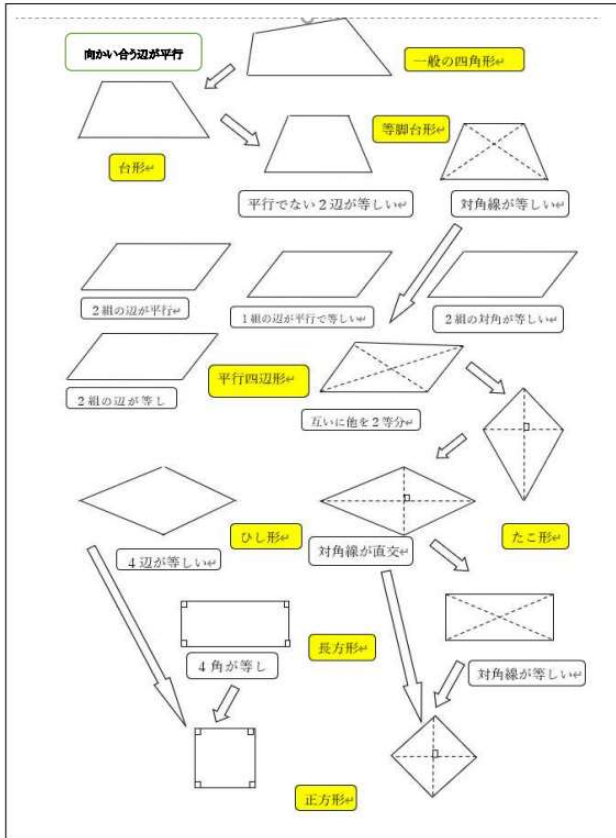 向かい合う辺が平行
一般の四角形↵
台形↵
等脚台形↵
平行でない2辺が等しい↵
対角線が等しい↵
2組の辺が平行↵
1組の辺が平行で等しい↵
2組の対角が等しい↵
2組の辺が等し
平行四辺形↵
互いに他を2等分↵
ひし形↵
4辺が等しい↵
対角線が直交↵
たこ形↵
長方形↵
4角が等し
対角線が等しい↵
正方形↵